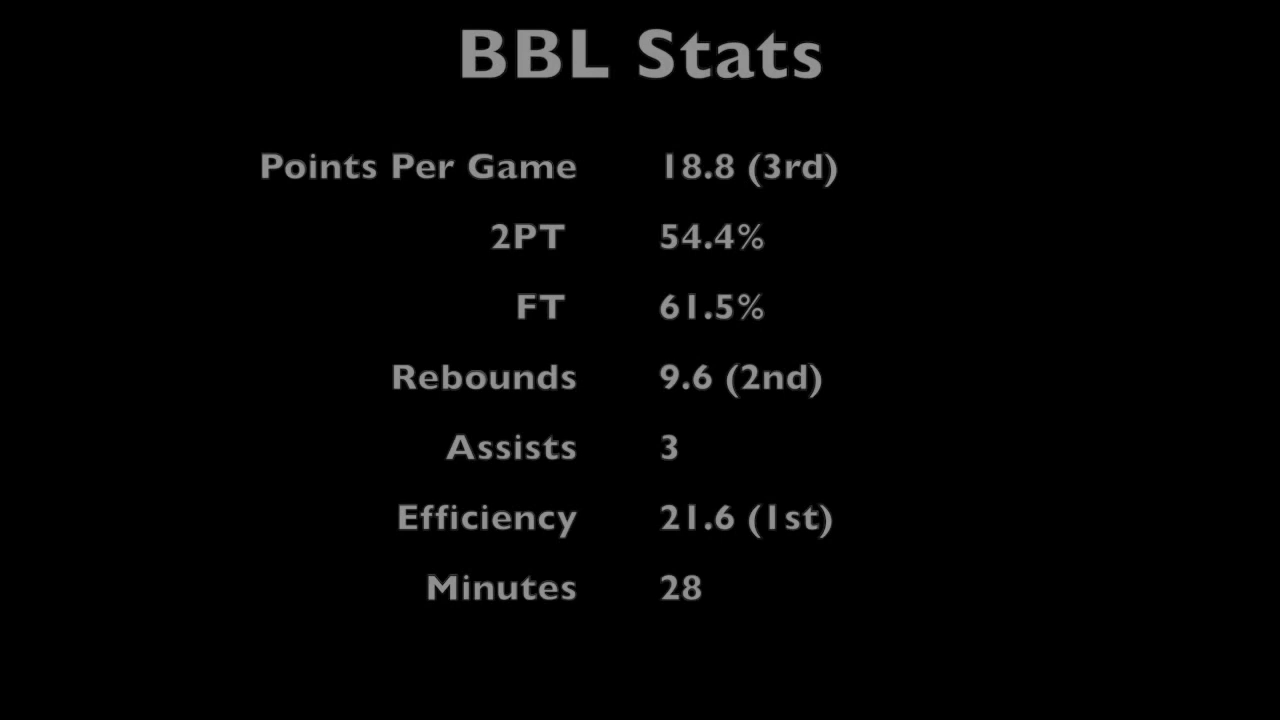 BBL Stats
Points Per Game 18.8 (3rd)
2PT 54.4%
FT 61.5%
Rebounds 9.6 (2nd)
Assists 3
Efficiency 21.6 (1st)
Minutes 28